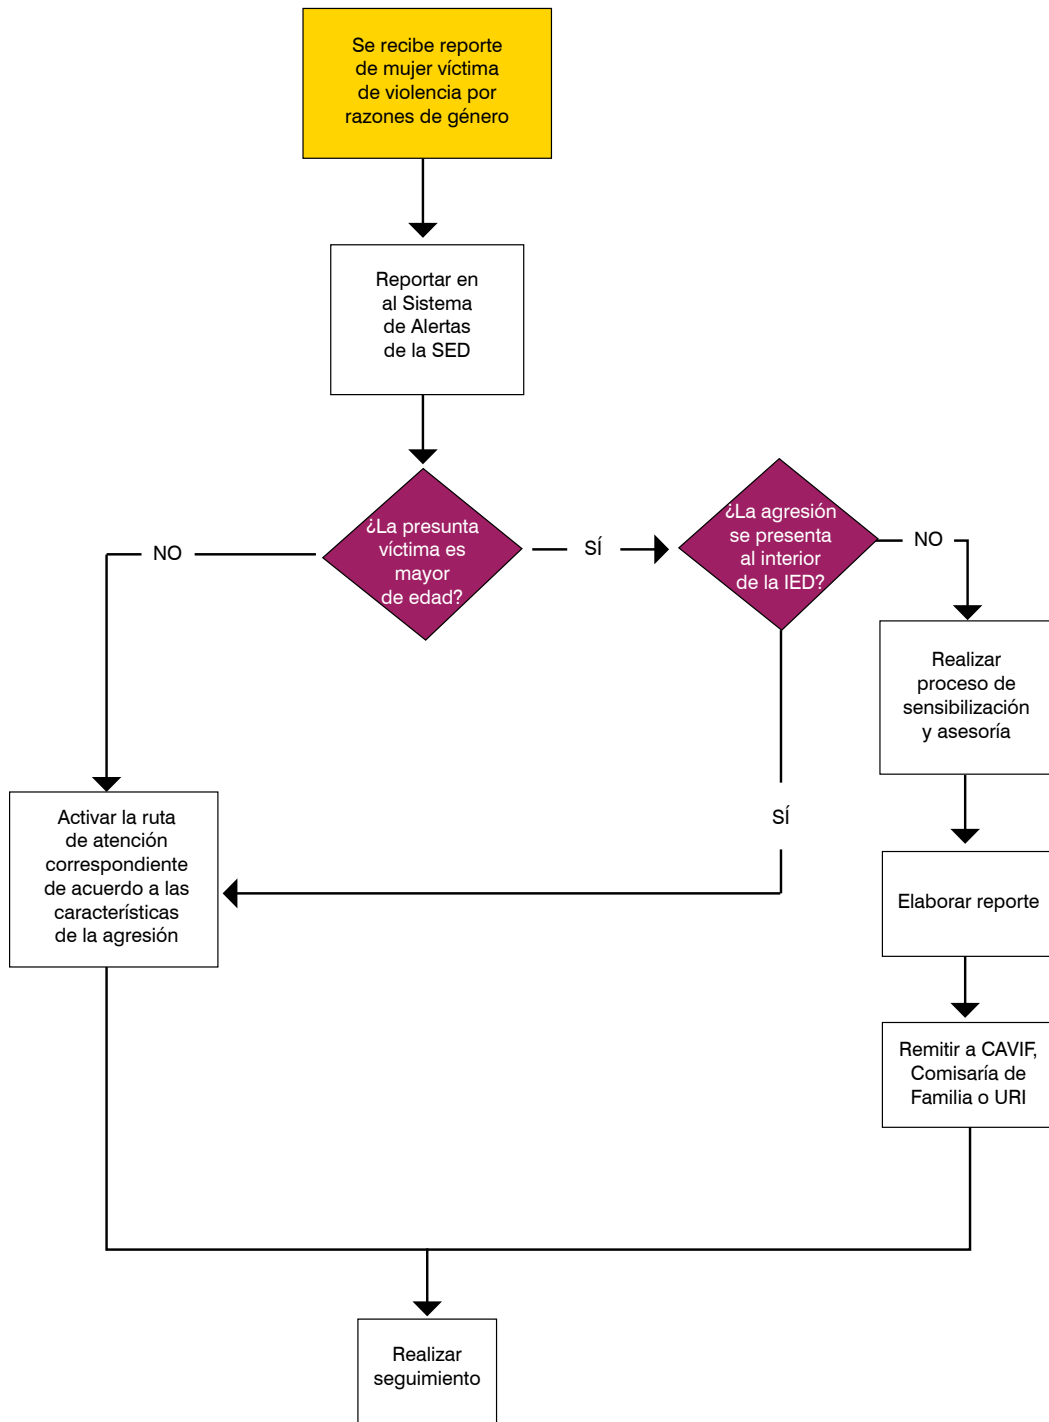 Se recibe reporte
de mujer víctima
de violencia por
razones de género
Reportar en
al Sistema
de Alertas
de la SED
¿La presunta
víctima es
mayor
de edad?
NO
SÍ
¿La agresión
se presenta
al interior
de la IED?
NO
SÍ
Realizar
proceso de
sensibilización
y asesoría
Activar la ruta
de atención
correspondiente
de acuerdo a las
características
de la agresión
Elaborar reporte
Remitir a CAVIF,
Comisaría de
Familia o URI
Realizar
seguimiento